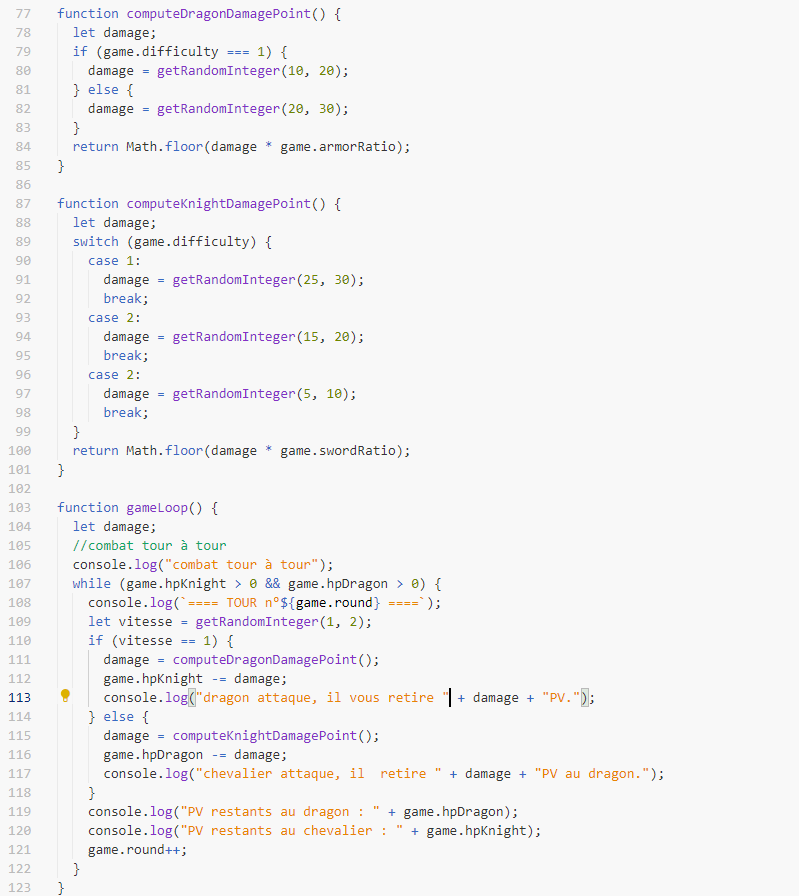 77 function computeDragonDamagePoint() {
78 let damage;
79 if (game.difficulty === 1) {
80 damage = getRandomInteger(10, 20);
81 } else {
82 damage = getRandomInteger(20, 30);
83 }
84 return Math.floor(damage * game.armorRatio);
85 }
86
87 function computeKnightDamagePoint() {
88 let damage;
89 switch (game.difficulty) {
90 case 1:
91 damage = getRandomInteger(25, 30);
92 break;
93 case 2:
94 damage = getRandomInteger(15, 20);
95 break;
96 case 2:
97 damage = getRandomInteger(5, 10);
98 break;
99 }
100 return Math.floor(damage * game.swordRatio);
101 }
102
103 function gameLoop() {
104 let damage;
105 //combat tour à tour
106 console.log("combat tour à tour");
107 while (game.hpKnight > 0 && game.hpDragon > 0) {
108 console.log(`==== TOUR n°${game.round} ====`);
109 let vitesse = getRandomInteger(1, 2);
110 if (vitesse == 1) {
111 damage = computeDragonDamagePoint();
112 game.hpKnight -= damage;
113 console.log("dragon attaque, il vous retire " + damage + "PV.");
114 } else {
115 damage = computeKnightDamagePoint();
116 game.hpDragon -= damage;
117 console.log("chevalier attaque, il  retire " + damage + "PV au dragon.");
118 }
119 console.log("PV restants au dragon : " + game.hpDragon);
120 console.log("PV restants au chevalier : " + game.hpKnight);
121 game.round++;
122 }
123 }